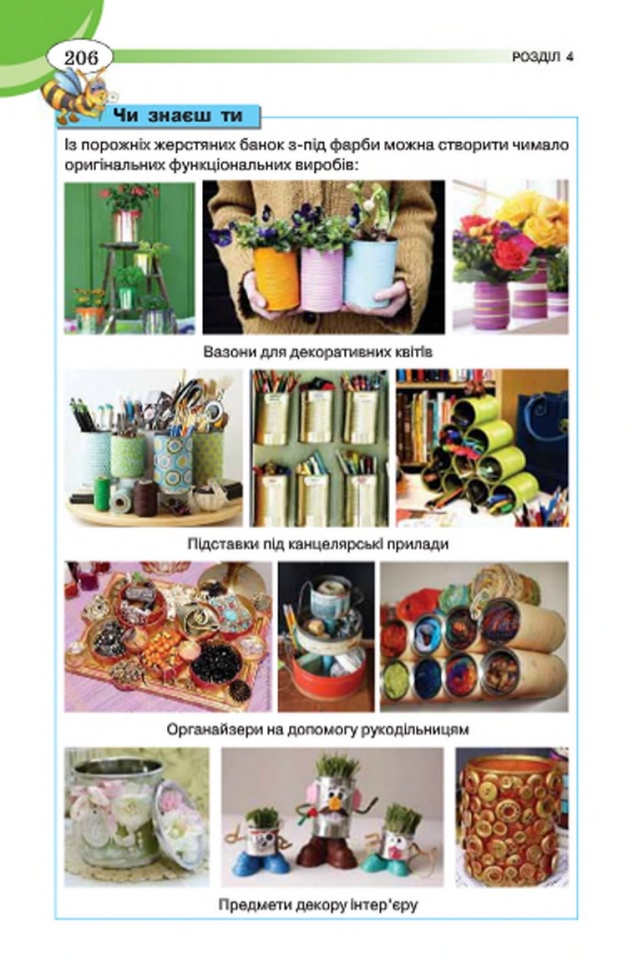 206
РОЗДІЛ 4
Чи знаєш ти
Із порожніх жерстяних банок з-під фарби можна створити чимало
оригінальних функціональних виробів:
Вазони для декоративних квітів
Підставки під канцелярські прилади
Органайзери на допомогу рукодільницям
Предмети декору інтер’єру